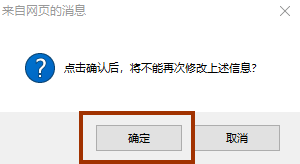 来自网页的消息
点击确认后，将不能再次修改上述信息?
确定
取消